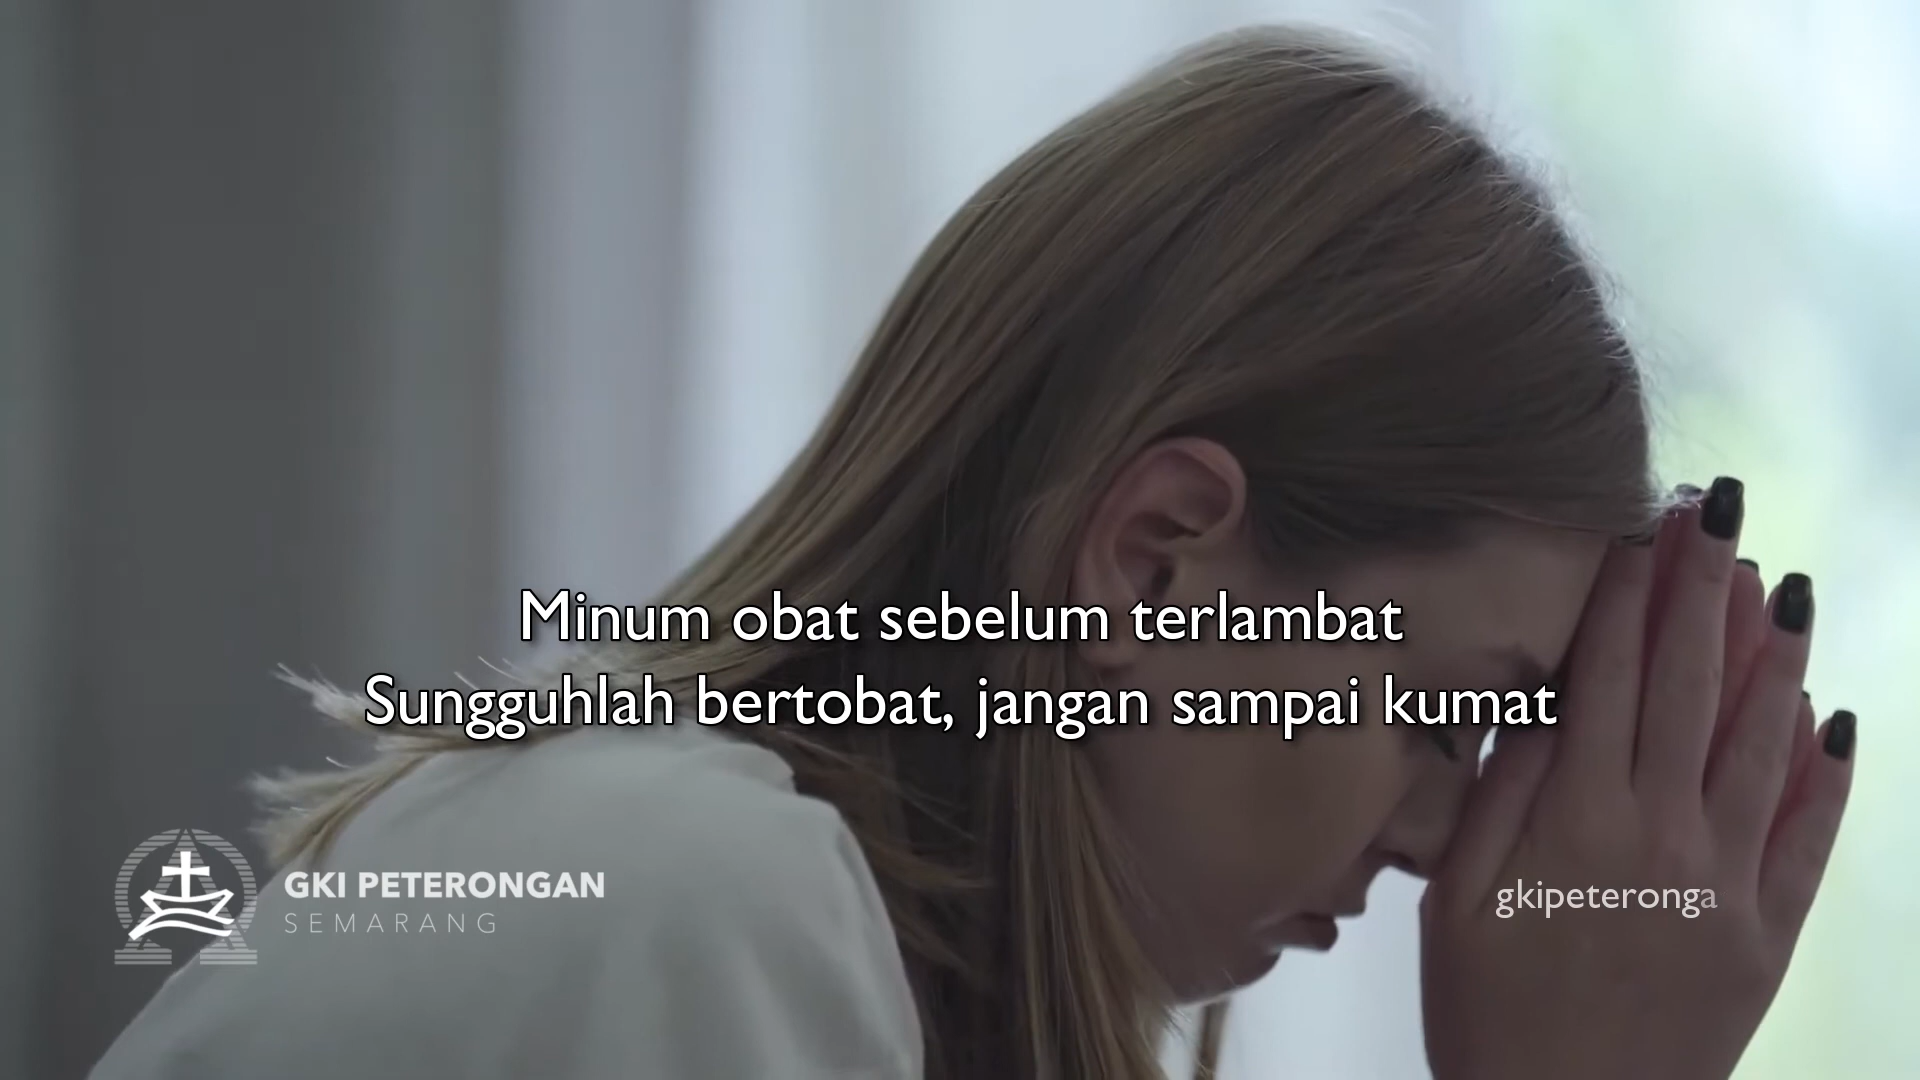 Minum obat sebelum terlambat
Sungguhlah bertobat, jangan sampai kumat
GKI PETERONGAN
SEMARANG
gkipeteronga